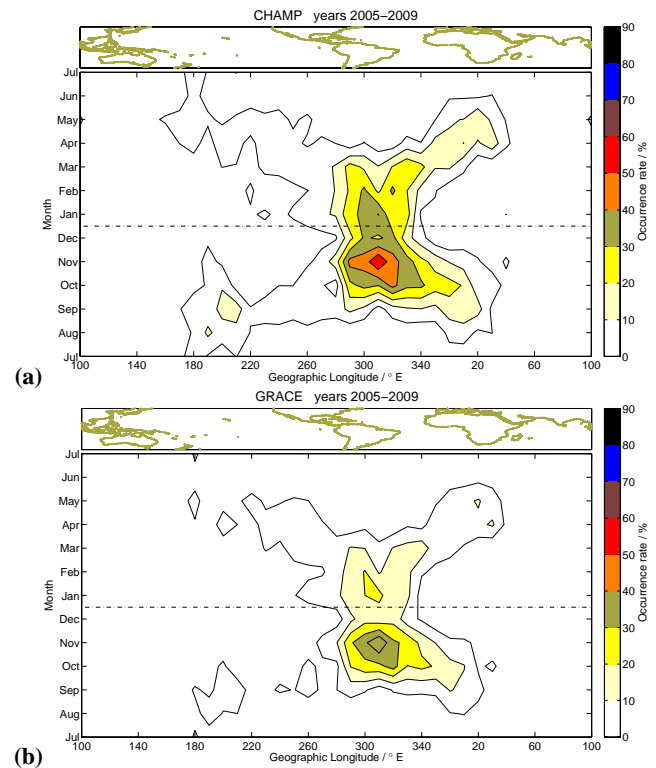 CHAMP years 2005−2009
90
80
70
60
50
40
30
20
10
0
Occurrence rate / %
Jul
Jun
May
Apr
Mar
Feb
Jan
Dec
Nov
Oct
Sep
Aug
Jul
Month
100 140 180 220 260 300 340 20 60 100
Geographic Longitude / ° E
(a)
GRACE years 2005−2009
90
80
70
60
50
40
30
20
10
0
Occurrence rate / %
Jul
Jun
May
Apr
Mar
Feb
Jan
Dec
Nov
Oct
Sep
Aug
Jul
Month
100 140 180 220 260 300 340 20 60 100
Geographic Longitude / ° E
(b)